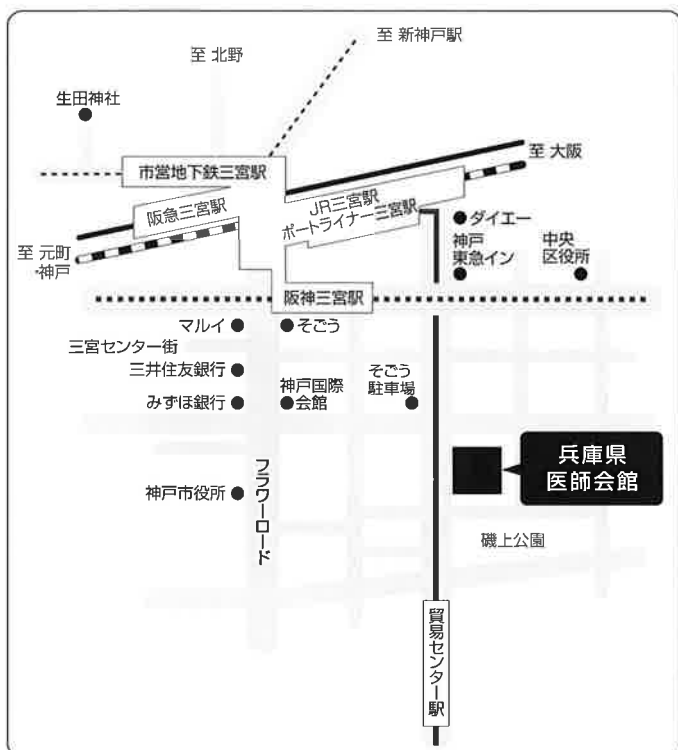 至 新神戸駅
至 北野
生田神社
市営地下鉄三宮駅
至 大阪
JR三宮駅
ポートライナー三宮駅
阪急三宮駅
ダイエー
至 元町
・神戸
神戸
東急イン
中央
区役所
阪神三宮駅
マルイ
そごう
三宮センター街
三井住友銀行
そごう
駐車場
神戸国際
会館
みずほ銀行
兵庫県
医師会館
フラワーロード
神戸市役所
磯上公園
貿易センター駅